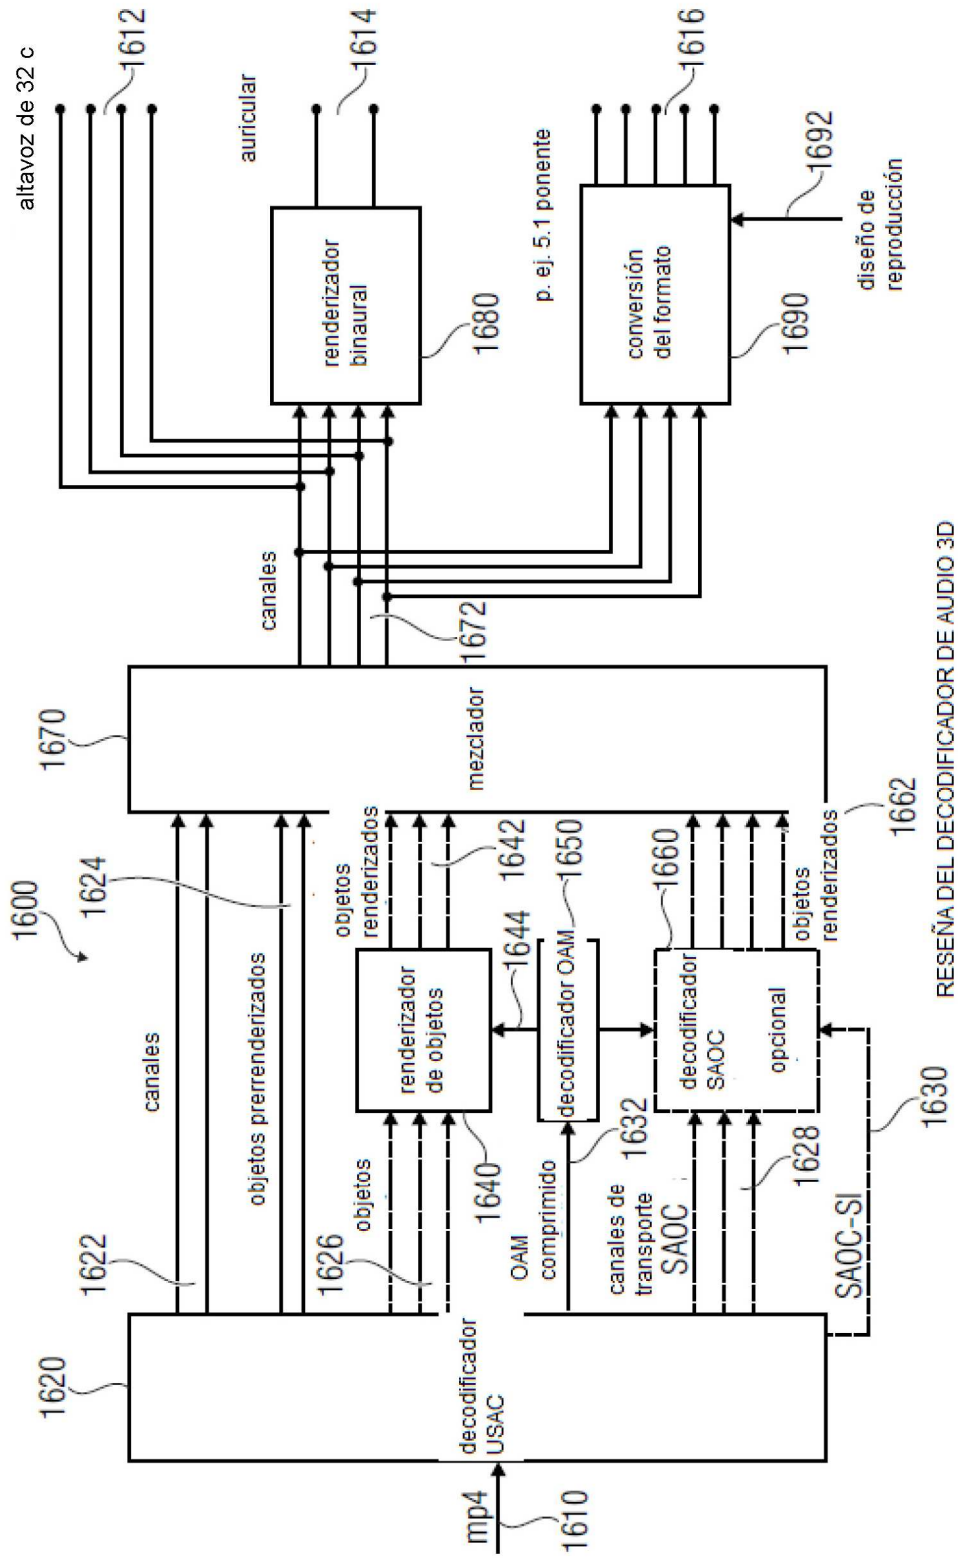 1600
mp4
1610
decodificador
USAC
1620
canales
1622
objetos prerrenderizados
1624
objetos
1626
renderizador
de objetos
1640
objetos
renderizados
1642
1644
OAM
comprimido
1632
decodificador OAM
1650
canales de
transporte
SAOC
1628
decodificador
SAOC
opcional
1660
SAOC-SI
1630
objetos
renderizados
1662
mezclador
1670
canales
1672
altavoz de 32 c
1612
renderizador
binaural
1680
auricular
1614
conversión
del formato
1690
p. ej. 5.1 ponente
1616
1692
diseño de
reproducción
RESEÑA DEL DECODIFICADOR DE AUDIO 3D